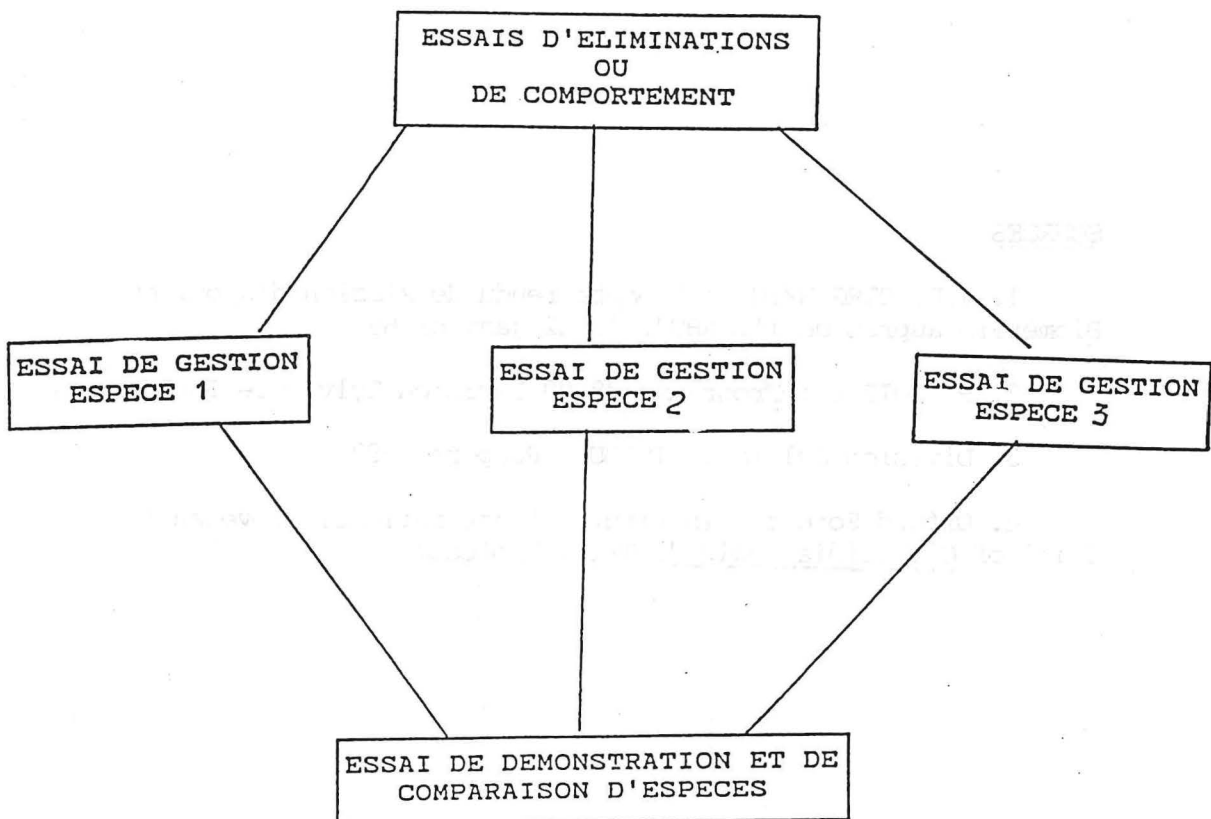 ESSAIS D'ELIMINATIONS
OU
DE COMPORTEMENT
ESSAI DE GESTION
ESPECE 1
ESSAI DE GESTION
ESPECE 2
ESSAI DE GESTION
ESPECE 3
ESSAI DE DEMONSTRATION ET DE
COMPARAISON D'ESPECES